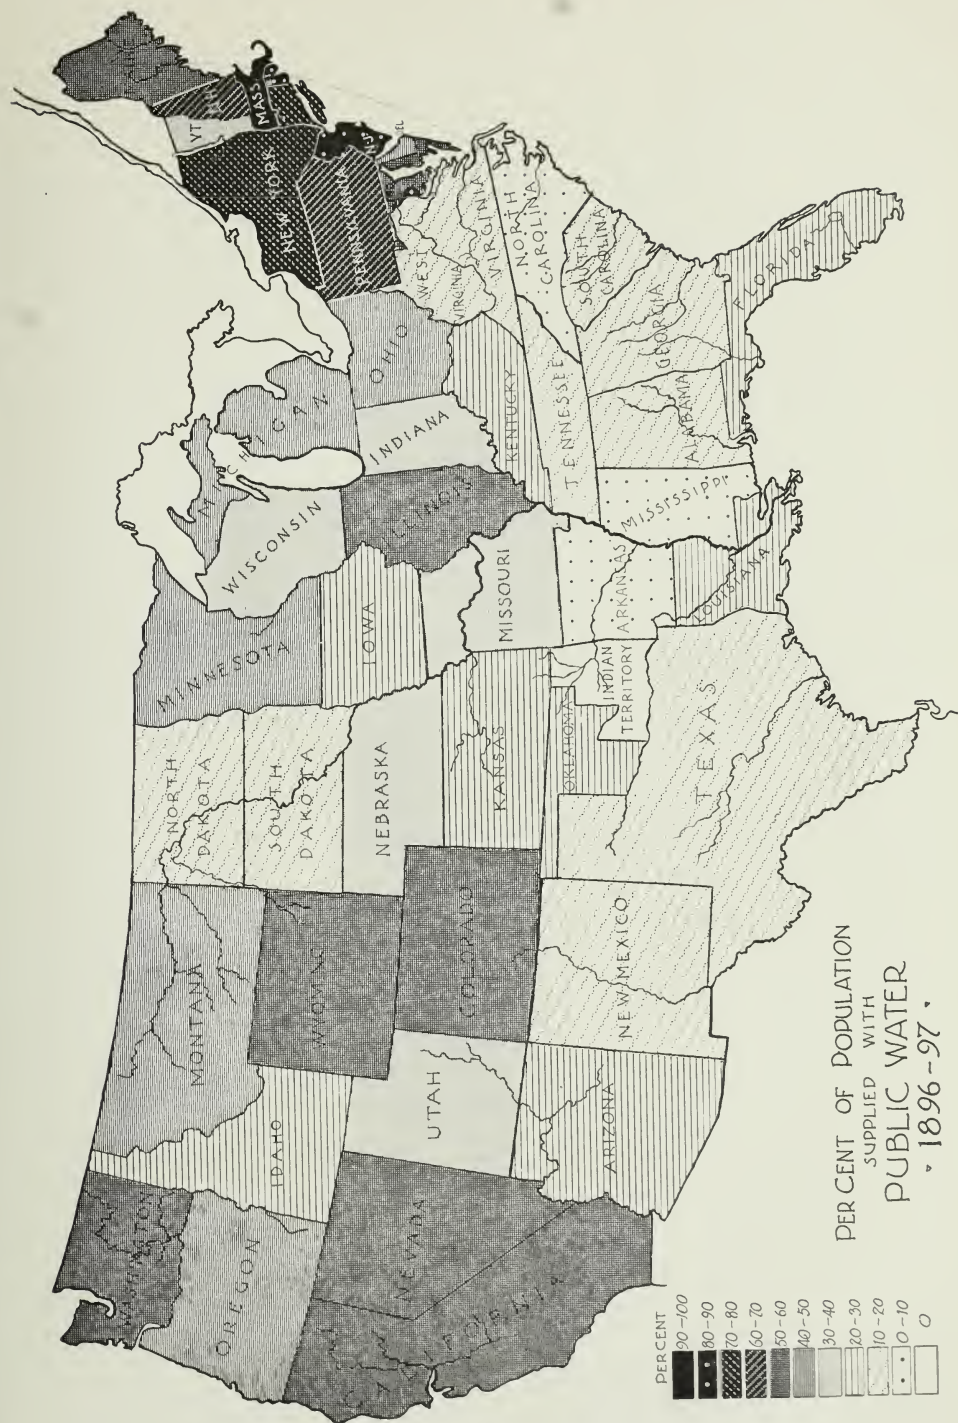 PERCENT OF POPULATION
SUPPLIED WITH
PUBLIC WATER
• 1896-97 •
PERCENT
90-100
80-90
70-80
60-70
50-60
40-50
30-40
20-30
10-20
0-10
0
WASHINGTON
OREGON
CALIFORNIA
NEVADA
IDAHO
MONTANA
WYOMING
UTAH
COLORADO
ARIZONA
NEW MEXICO
NORTH
DAKOTA
SOUTH
DAKOTA
NEBRASKA
KANSAS
OKLAHOMA
INDIAN
TERRITORY
TEXAS
MINNESOTA
IOWA
MISSOURI
ARKANSAS
LOUISIANA
WISCONSIN
ILLINOIS
MICHIGAN
INDIANA
OHIO
KENTUCKY
TENNESSEE
MISSISSIPPI
ALABAMA
GEORGIA
FLORIDA
SOUTH
CAROLINA
NORTH
CAROLINA
VIRGINIA
WEST
VIRGINIA
PENNSYLVANIA
NEW YORK
N.J.
VT
N.H.
MASS